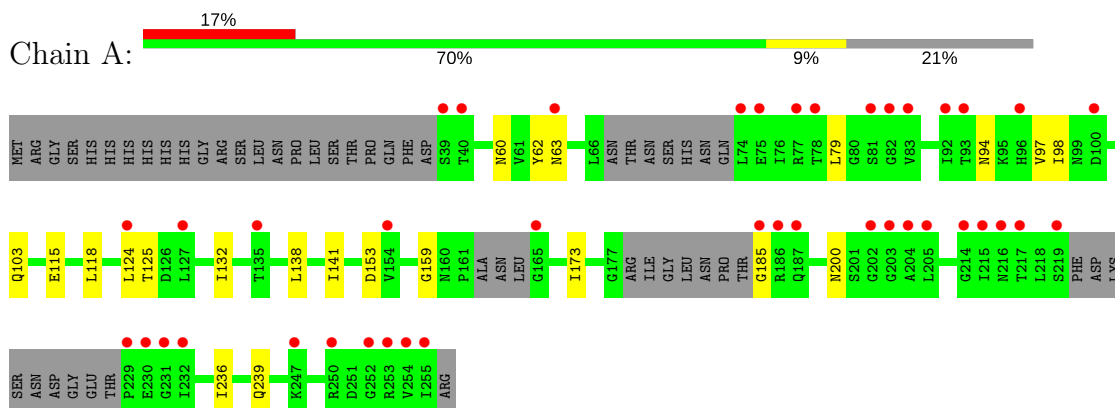 17%
Chain A:
70% 9% 21%
MET ARG GLY SER HIS HIS HIS HIS HIS HIS GLY ARG SER LEU ASN PRO LEU SER THR PRO GLN PHE ASP S39 T40 N60 V61 Y62 N63 L66 ASN THR ASN SER HIS ASN GLN L74 E75 I76 R77 T78 L79 G80 S81 G82 V83 I92 T93 N94 K95 H96 V97 I98 N99 D100
Q103 E115 L118 L124 T125 D126 L127 I132 T135 L138 I141 D153 V154 G159 N160 P161 ALA ASN LEU G165 I173 G177 ARG ILE GLY LEU ASN PRO THR G185 R186 Q187 N200 S201 G202 G203 A204 L205 G214 I215 N216 T217 L218 S219 PHE ASP LYS
SER ASN ASP GLY GLU THR P229 E230 G231 I232 I236 Q239 K247 R250 D251 G252 R253 V254 I255 ARG